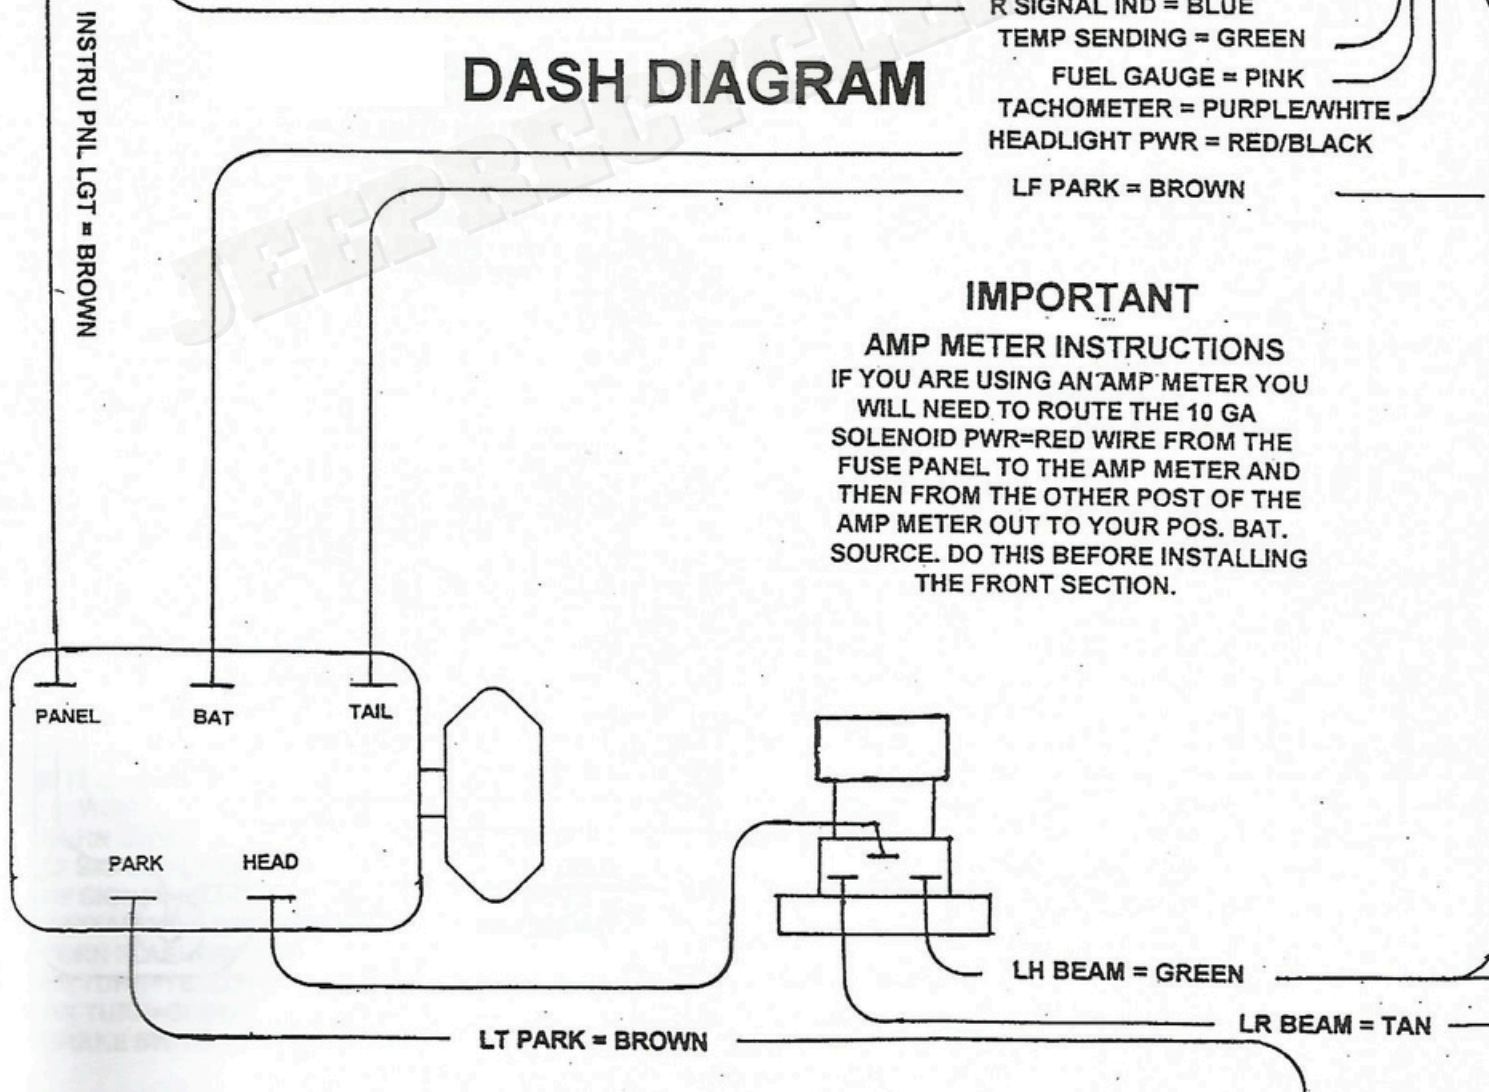 R SIGNAL IND = BLUE
TEMP SENDING = GREEN
FUEL GAUGE = PINK
TACHOMETER = PURPLE/WHITE
HEADLIGHT PWR = RED/BLACK
LF PARK = BROWN
DASH DIAGRAM
INSTRU PNL LGT = BROWN
JEEPRECYCLE
IMPORTANT
AMP METER INSTRUCTIONS
IF YOU ARE USING AN AMP METER YOU
WILL NEED TO ROUTE THE 10 GA
SOLENOID PWR=RED WIRE FROM THE
FUSE PANEL TO THE AMP METER AND
THEN FROM THE OTHER POST OF THE
AMP METER OUT TO YOUR POS. BAT.
SOURCE. DO THIS BEFORE INSTALLING
THE FRONT SECTION.
PANEL
BAT
TAIL
PARK
HEAD
LH BEAM = GREEN
LR BEAM = TAN
LT PARK = BROWN